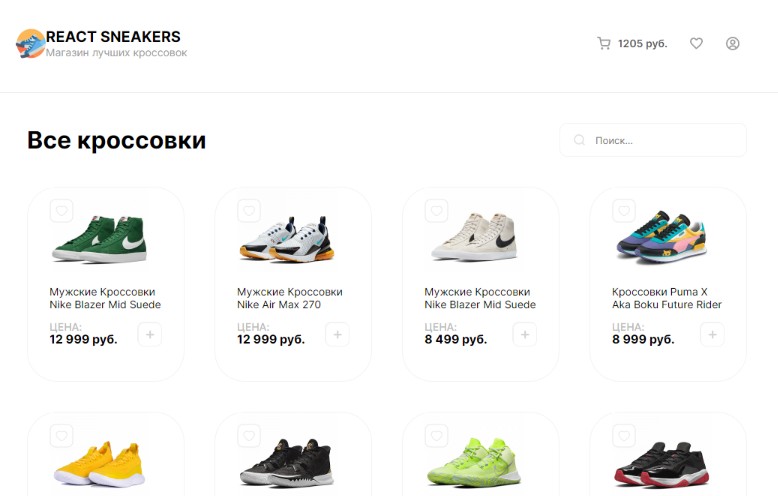 REACT SNEAKERS
Магазин лучших кроссовок
1205 руб.
Все кроссовки
Поиск...
Мужские Кроссовки
Nike Blazer Mid Suede
ЦЕНА:
12 999 руб.
Мужские Кроссовки
Nike Air Max 270
ЦЕНА:
12 999 руб.
Мужские Кроссовки
Nike Blazer Mid Suede
ЦЕНА:
8 499 руб.
Кроссовки Puma X
Aka Boku Future Rider
ЦЕНА:
8 999 руб.